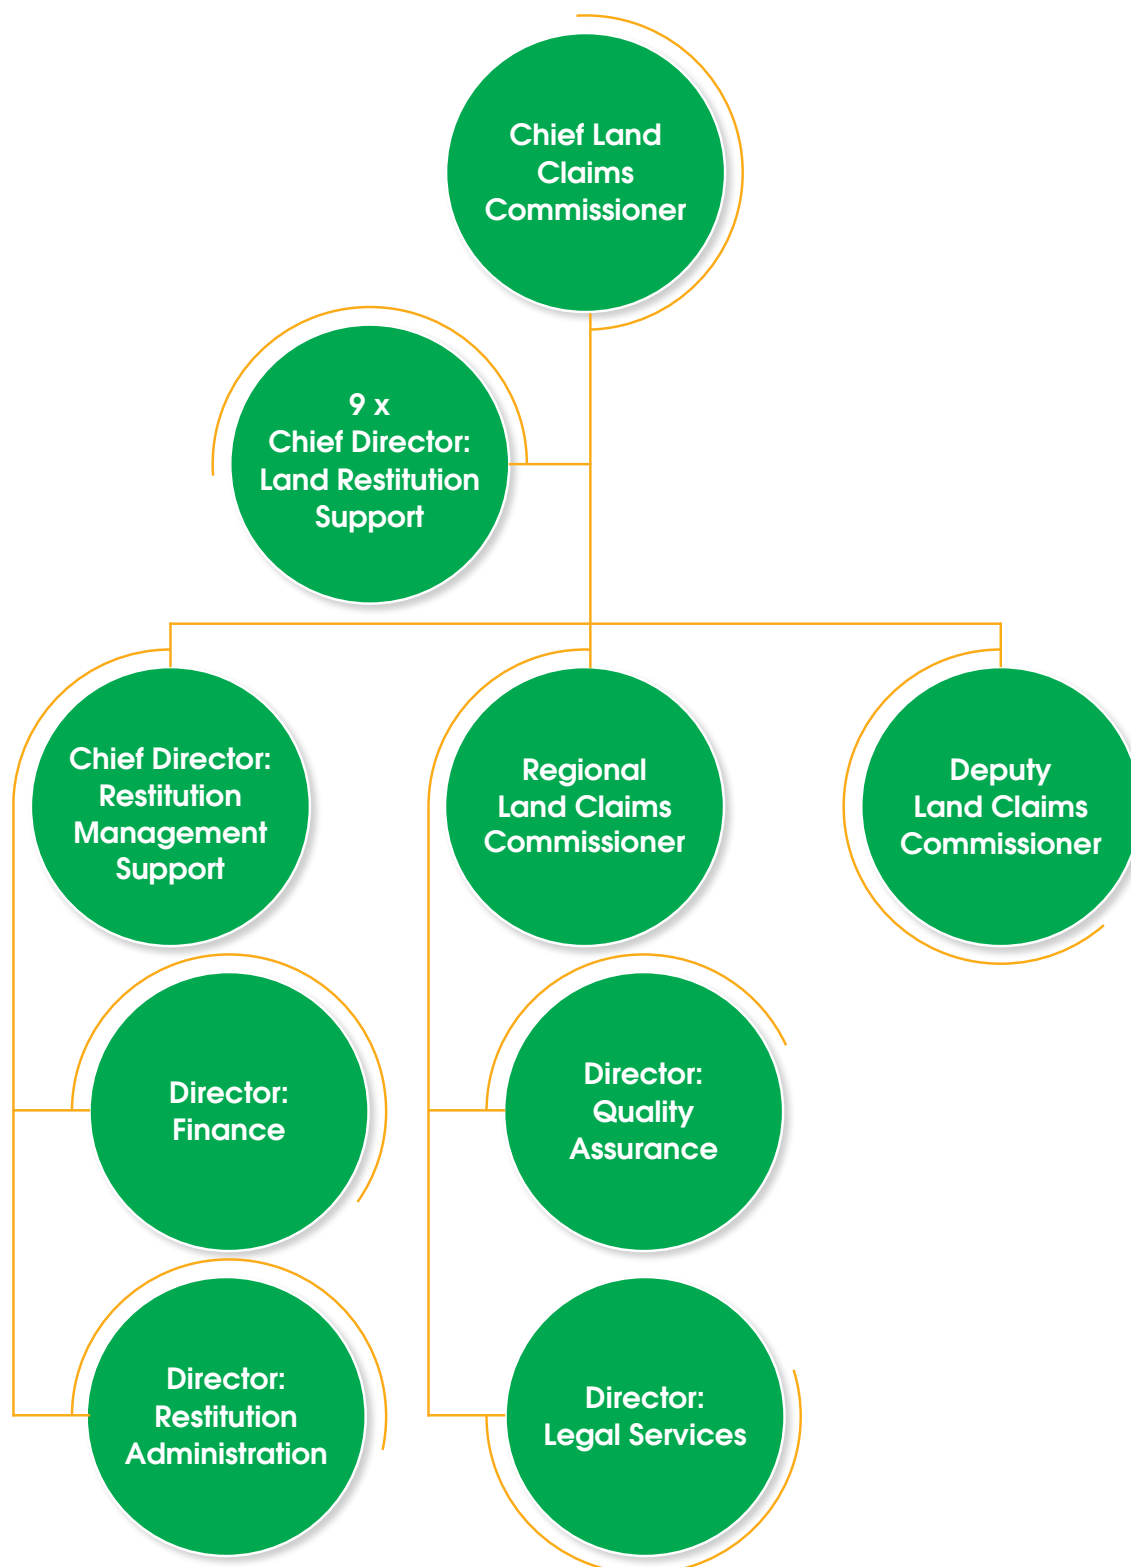 Chief Land
Claims
Commissioner
9 x
Chief Director:
Land Restitution
Support
Chief Director:
Restitution
Management
Support
Regional
Land Claims
Commissioner
Deputy
Land Claims
Commissioner
Director:
Finance
Director:
Quality
Assurance
Director:
Restitution
Administration
Director:
Legal Services